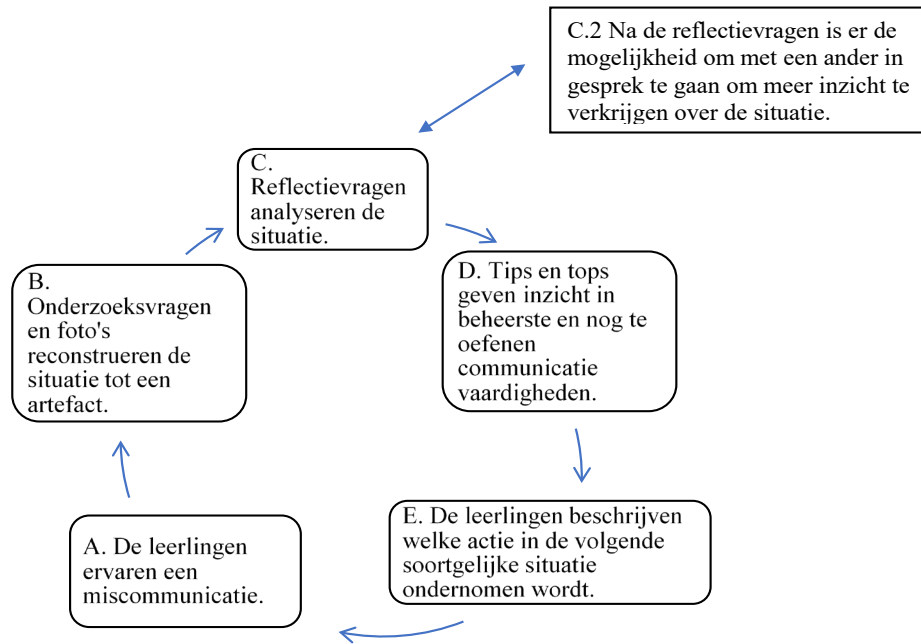 C.2 Na de reflectievragen is er de
mogelijkheid om met een ander in
gesprek te gaan om meer inzicht te
verkrijgen over de situatie.
C.
Reflectievragen
analyseren de
situatie.
B.
Onderzoeksvragen
en foto's
reconstrueren de
situatie tot een
artefact.
D. Tips en tops
geven inzicht in
beheerste en nog te
oefenen
communicatie
vaardigheden.
A. De leerlingen
ervaren een
miscommunicatie.
E. De leerlingen beschrijven
welke actie in de volgende
soortgelijke situatie
ondernomen wordt.